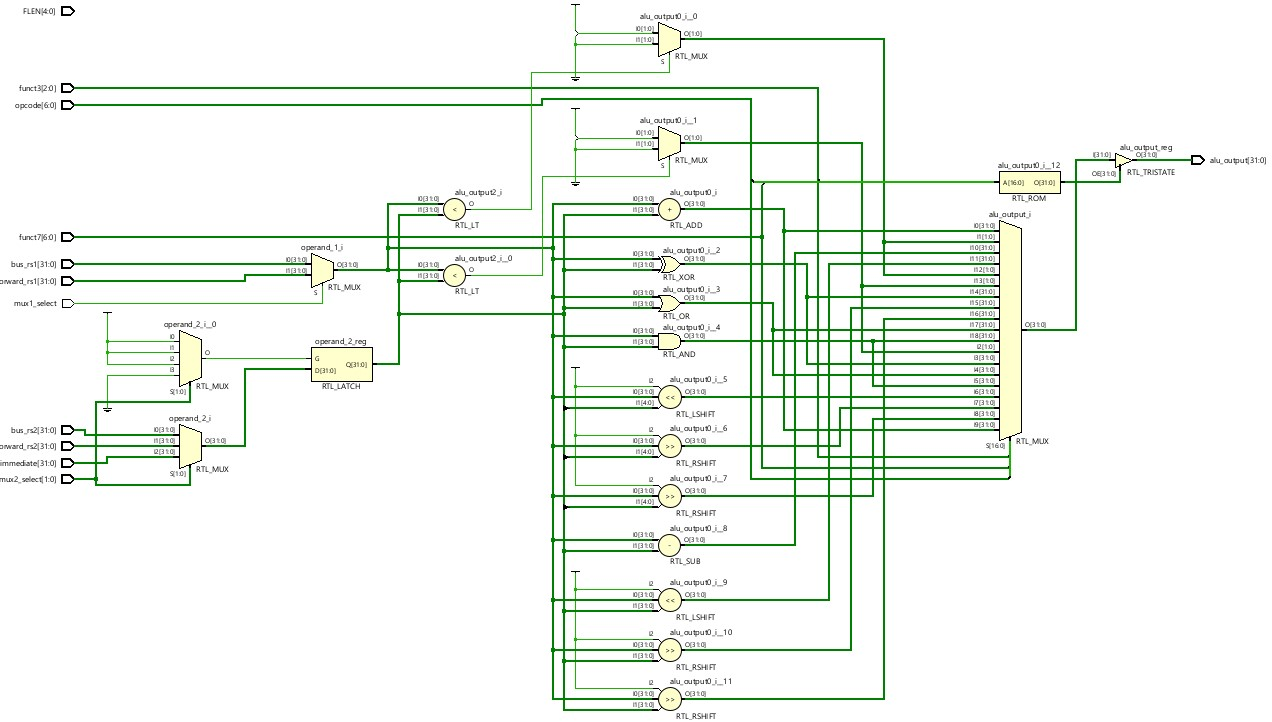 FLEN[4:0]
alu_output0_i__0
I0[1:0]
I1[1:0]
O[1:0]
S
RTL_MUX
funct3[2:0]
opcode[6:0]
alu_output0_i__1
I0[1:0]
I1[1:0]
O[1:0]
S
RTL_MUX
alu_output_reg
I[31:0]
O[31:0]
OE[31:0]
RTL_TRISTATE
alu_output[31:0]
alu_output0_i__12
A[16:0]
O[31:0]
RTL_ROM
alu_output2_i
I0[31:0]
I1[31:0]
<
O
RTL_LT
alu_output0_i
I0[31:0]
I1[31:0]
+
O[31:0]
RTL_ADD
funct7[6:0]
operand_1_i
bus_rs1[31:0]
orward_rs1[31:0]
I0[31:0]
I1[31:0]
O[31:0]
S
RTL_MUX
mux1_select
alu_output2_i__0
I0[31:0]
I1[31:0]
<
O
RTL_LT
alu_output0_i__2
I0[31:0]
I1[31:0]
O[31:0]
RTL_XOR
alu_output0_i__3
I0[31:0]
I1[31:0]
O[31:0]
RTL_OR
alu_output0_i__4
I0[31:0]
I1[31:0]
O[31:0]
RTL_AND
alu_output_i
I0[31:0]
I1[1:0]
I10[31:0]
I11[31:0]
I12[1:0]
I13[1:0]
I14[31:0]
I15[31:0]
I16[31:0]
I17[31:0]
I18[31:0]
I2[1:0]
I3[31:0]
I4[31:0]
I5[31:0]
I6[31:0]
I7[31:0]
I8[31:0]
I9[31:0]
O[31:0]
S[16:0]
RTL_MUX
operand_2_i__0
I0
I1
I2
I3
O
S[1:0]
RTL_MUX
operand_2_reg
G
D[31:0]
Q[31:0]
RTL_LATCH
operand_2_i
bus_rs2[31:0]
orward_rs2[31:0]
immediate[31:0]
mux2_select[1:0]
I0[31:0]
I1[31:0]
I2[31:0]
O[31:0]
S[1:0]
RTL_MUX
alu_output0_i__5
I2
I0[31:0]
I1[4:0]
<<
O[31:0]
RTL_LSHIFT
alu_output0_i__6
I2
I0[31:0]
I1[4:0]
>>
O[31:0]
RTL_RSHIFT
alu_output0_i__7
I2
I0[31:0]
I1[4:0]
>>
O[31:0]
RTL_RSHIFT
alu_output0_i__8
I0[31:0]
I1[31:0]
-
O[31:0]
RTL_SUB
alu_output0_i__9
I2
I0[31:0]
I1[31:0]
<<
O[31:0]
RTL_LSHIFT
alu_output0_i__10
I2
I0[31:0]
I1[31:0]
>>
O[31:0]
RTL_RSHIFT
alu_output0_i__11
I2
I0[31:0]
I1[31:0]
>>
O[31:0]
RTL_RSHIFT